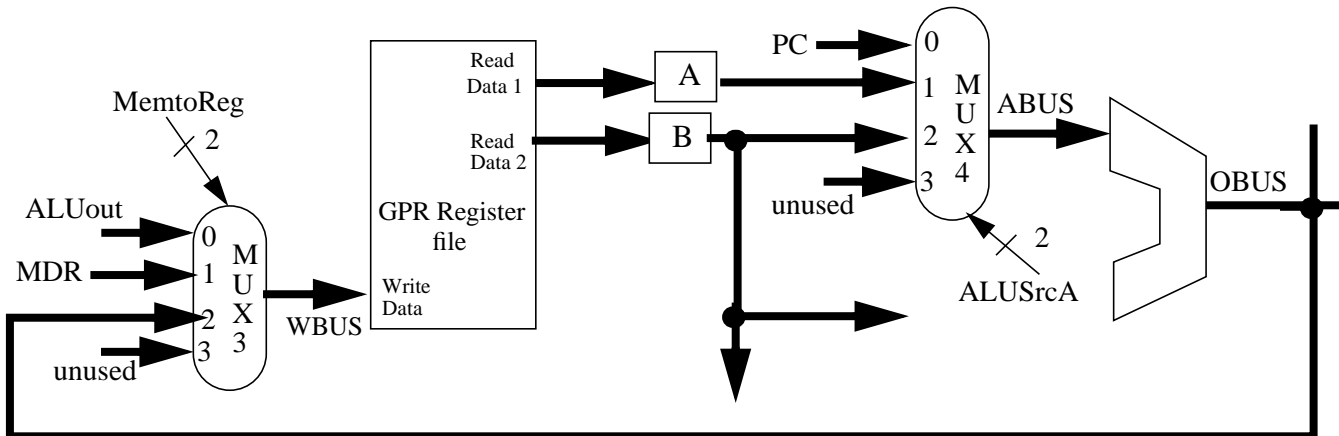 MemtoReg
2
ALUout
MDR
unused
0
1
2
3
M
U
X
3
WBUS
Read
Data 1
Read
Data 2
GPR Register
file
Write
Data
A
B
PC
unused
0
1
2
3
M
U
X
4
ABUS
2
ALUSrcA
OBUS